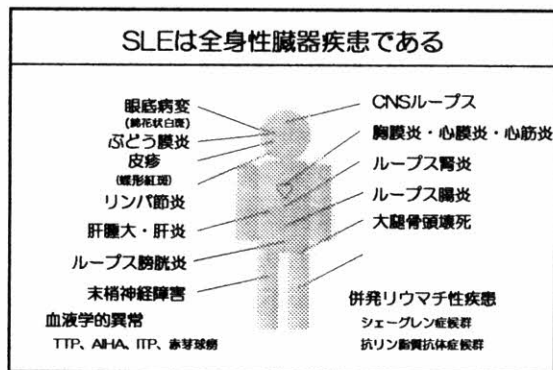 SLEは全身性臓器疾患である
眼底病変
(綿花状白斑)
ぶどう膜炎
皮疹
(蝶形紅斑)
リンパ節炎
肝腫大・肝炎
ループス膀胱炎
末梢神経障害
血液学的異常
TTP、AIHA、ITP、赤芽球癆
CNSループス
胸膜炎・心膜炎・心筋炎
ループス腎炎
ループス腸炎
大腿骨頭壊死
併発リウマチ性疾患
シェーグレン症候群
抗リン脂質抗体症候群